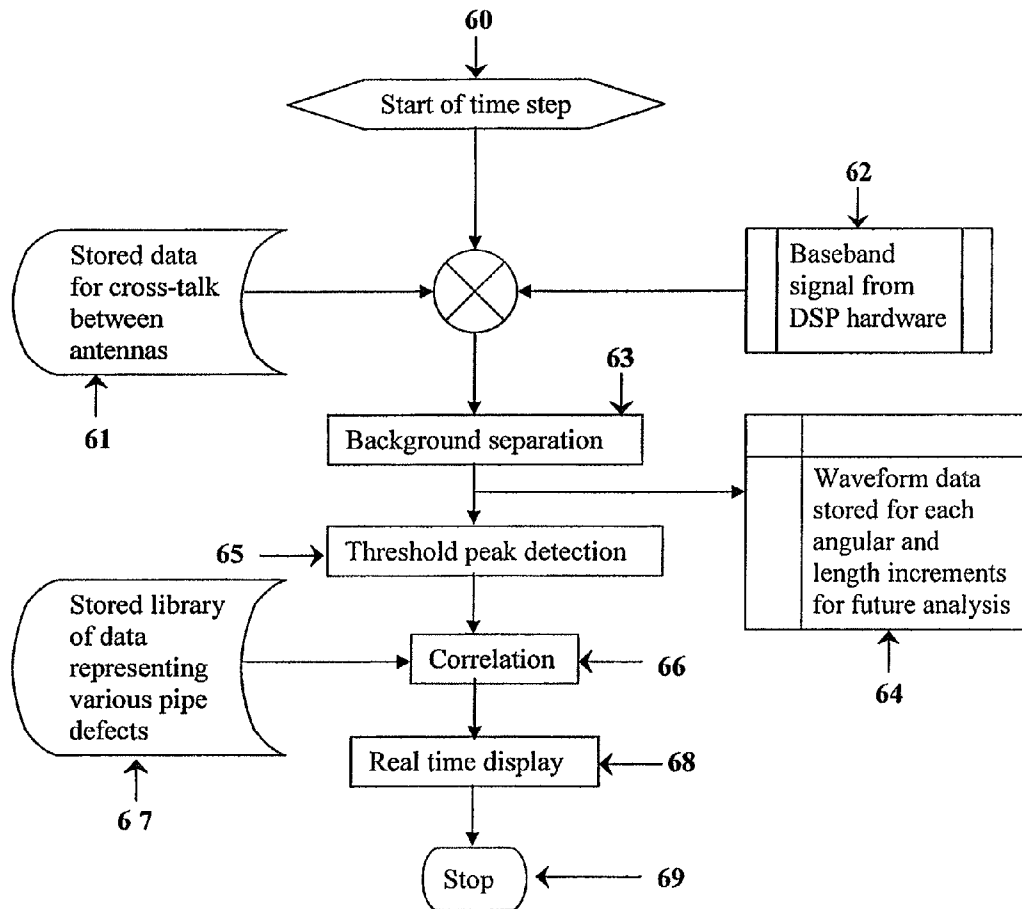 60
Start of time step
62
Stored data
for cross-talk
between
antennas
Baseband
signal from
DSP hardware
63
61
Background separation
Waveform data
stored for each
angular and
length increments
for future analysis
65
Threshold peak detection
Stored library
of data
representing
various pipe
defects
Correlation
66
64
Real time display
68
6 7
Stop
69